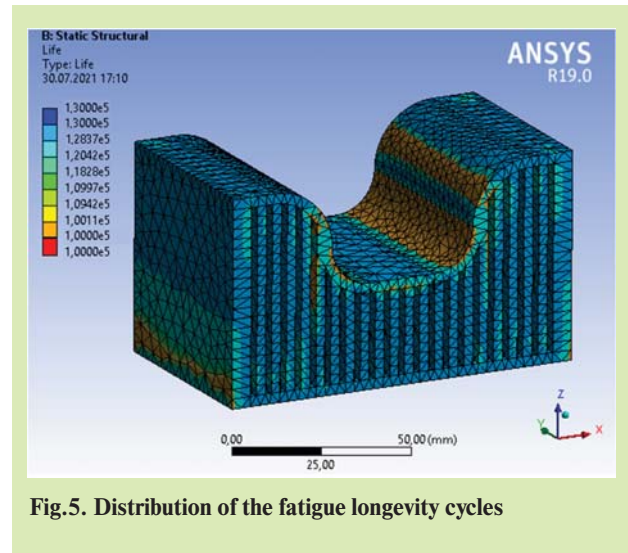 B: Static Structural
Life
Type: Life
30.07.2021 17:10
ANSYS
R19.0
1,3000e5
1,3000e5
1,2837e5
1,2042e5
1,1828e5
1,0997e5
1,0942e5
1,0011e5
1,0000e5
1,0000e5
Z
Y
X
0,00
50,00 (mm)
25,00
Fig.5. Distribution of the fatigue longevity cycles